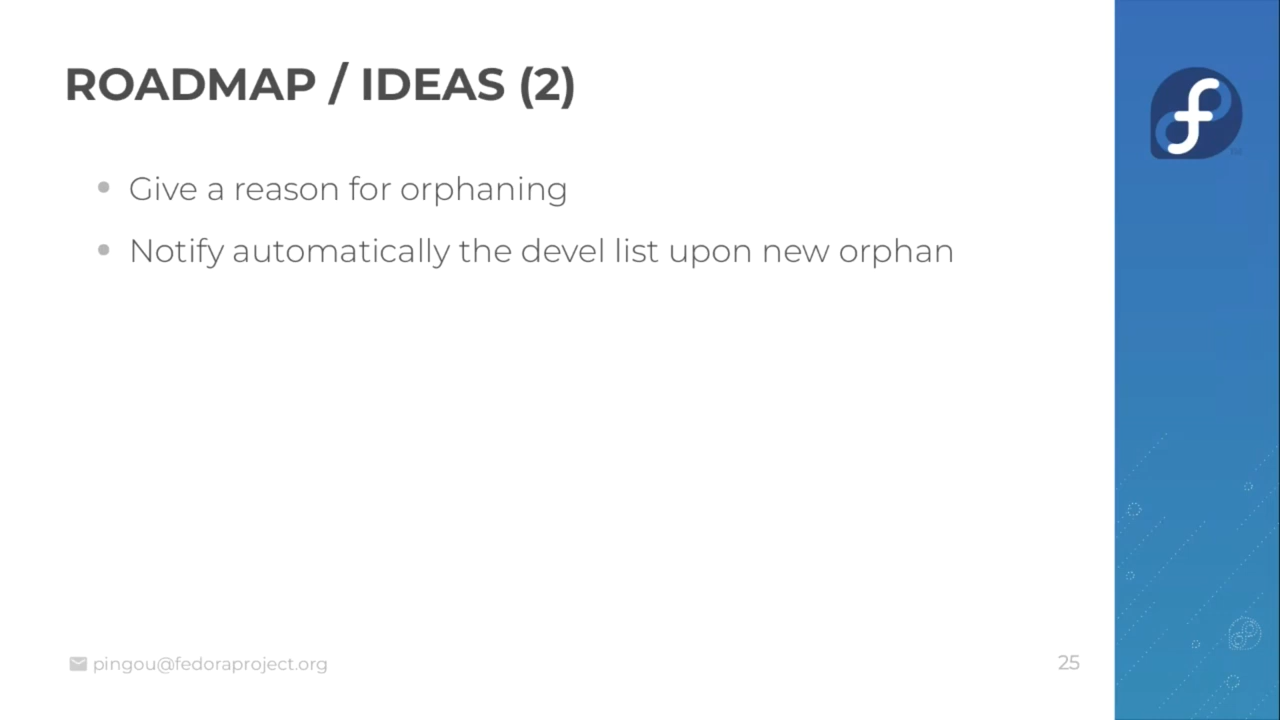 ROADMAP / IDEAS (2)
Give a reason for orphaning
Notify automatically the devel list upon new orphan
pingou@fedoraproject.org
25